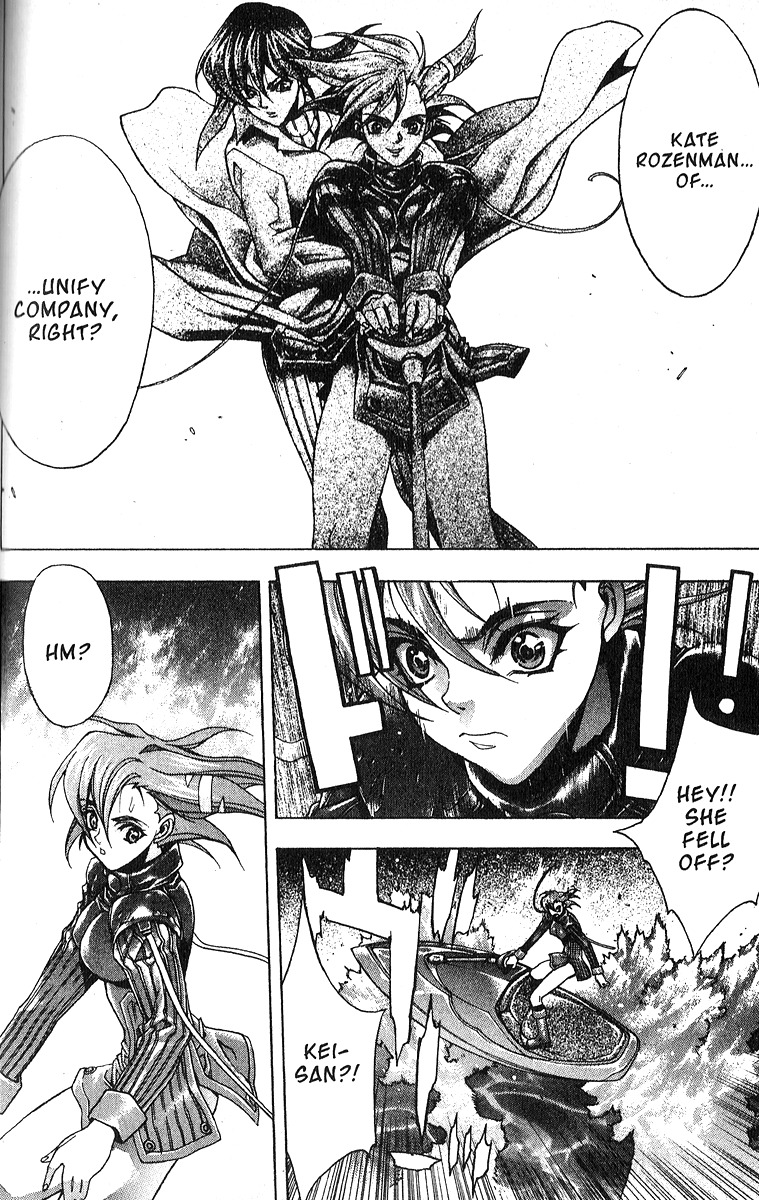 KATE
ROZENMAN...
OF...
...UNIFY
COMPANY,
RIGHT?
HEY!!
SHE
FELL
OFF?
HM?
KEI-
SAN?!